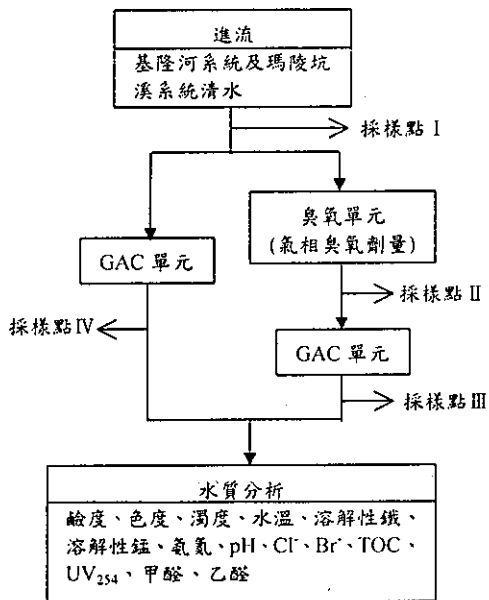 進流
基隆河系統及瑪陵坑
溪系統清水
採樣點 I
臭氧單元
(氣相臭氧劑量)
GAC 單元
採樣點 II
採樣點 IV
GAC 單元
採樣點 III
水質分析
鹼度、色度、濁度、水溫、溶解性鐵、
溶解性錳、氨氮、pH、Cl⁻、Br⁻、TOC、
UV₂₅₄、甲醛、乙醛